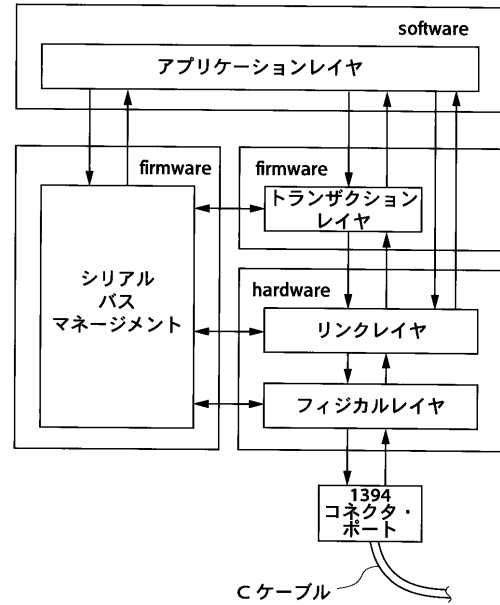 software
アプリケーションレイヤ
firmware
firmware
トランザクション
レイヤ
シリアル
バス
マネージメント
hardware
リンクレイヤ
フィジカルレイヤ
1394
コネクタ・
ポート
C ケーブル